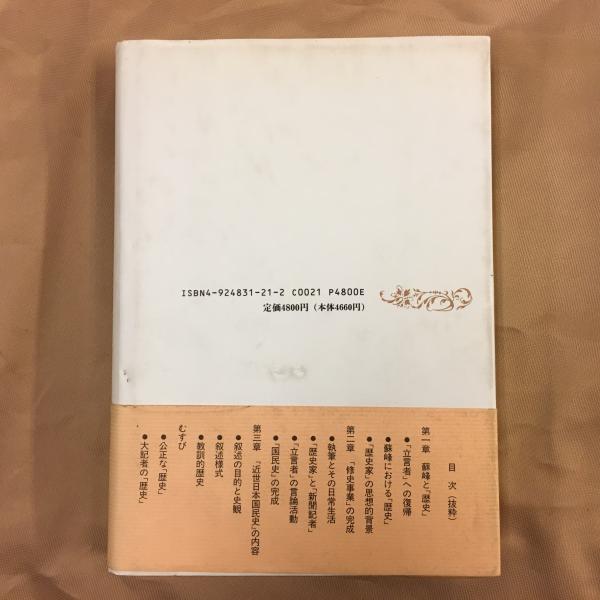 ISBN4-924831-21-2 C0021 P4800E
定価4800円（本体4660円）
目 次（抜粋）
第一章 蘇峰と「歴史」
●「立言者」への復帰
●蘇峰における「歴史」
●「歴史家」の思想的背景
第二章 「修史事業」の完成
●執筆とその日常生活
●「歴史家」と「新聞記者」
●「立言者」の言論活動
●「国民史」の完成
第三章 『近世日本国民史』の内容
●叙述の目的と史観
●叙述様式
●教訓的歴史
むすび
●公正な「歴史」
●大記者の「歴史」